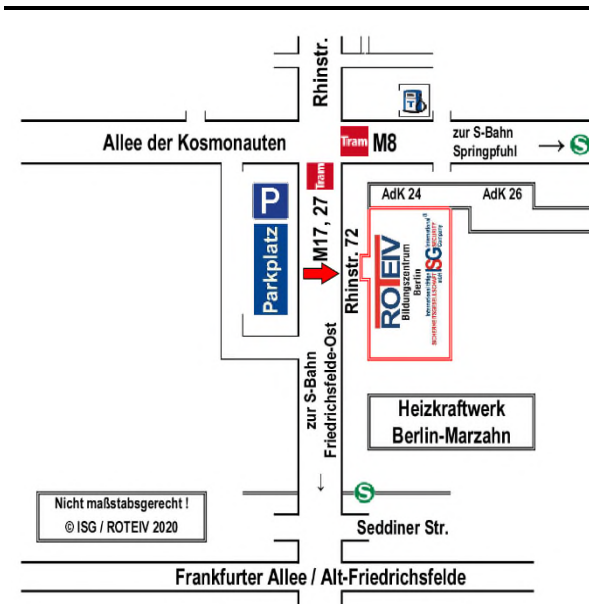 Rhinstr.
Allee der Kosmonauten
Tram M8
zur S-Bahn
Springpfuhl
S
Tram
M17, 27
P
Parkplatz
Rhinstr. 72
AdK 24
AdK 26
ROTEIV
Bildungszentrum
Berlin
ISG
zur S-Bahn
Friedrichsfelde-Ost
Heizkraftwerk
Berlin-Marzahn
S
Nicht maßstabsgerecht !
© ISG / ROTEIV 2020
Seddiner Str.
Frankfurter Allee / Alt-Friedrichsfelde